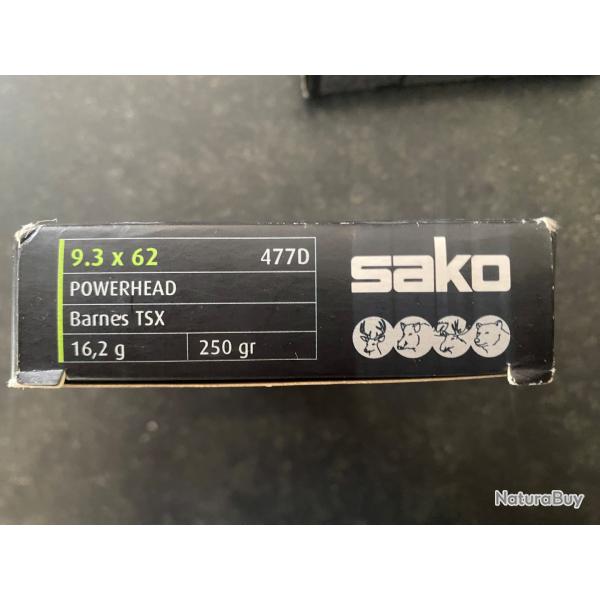 9.3 x 62 477D
POWERHEAD
Barnes TSX
16,2 g 250 gr
sako
NaturaBuy